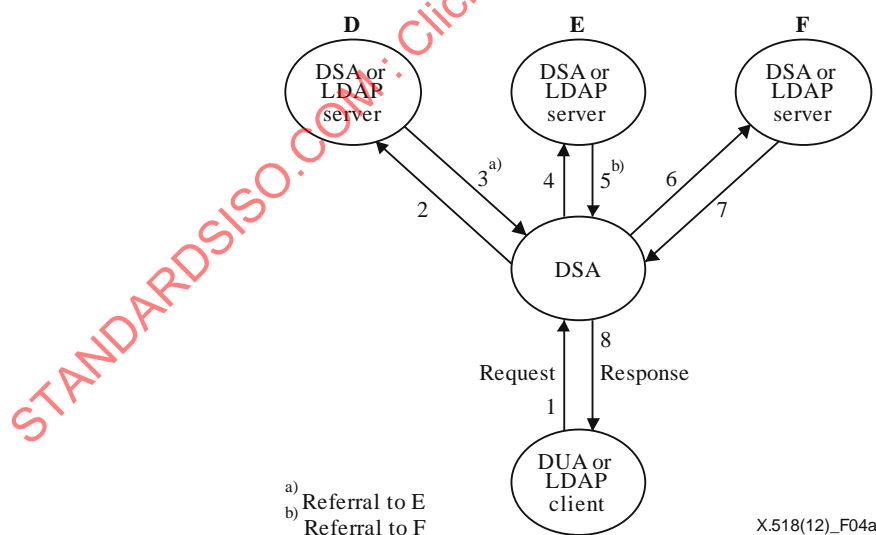 D
E
F
DSA or
LDAP
server
DSA or
LDAP
server
DSA or
LDAP
server
3a)
4
5b)
6
2
7
DSA
8
Request
Response
1
DUA or
LDAP
client
a) Referral to E
b) Referral to F
X.518(12)_F04a
STANDARDSISO.COM : Clic